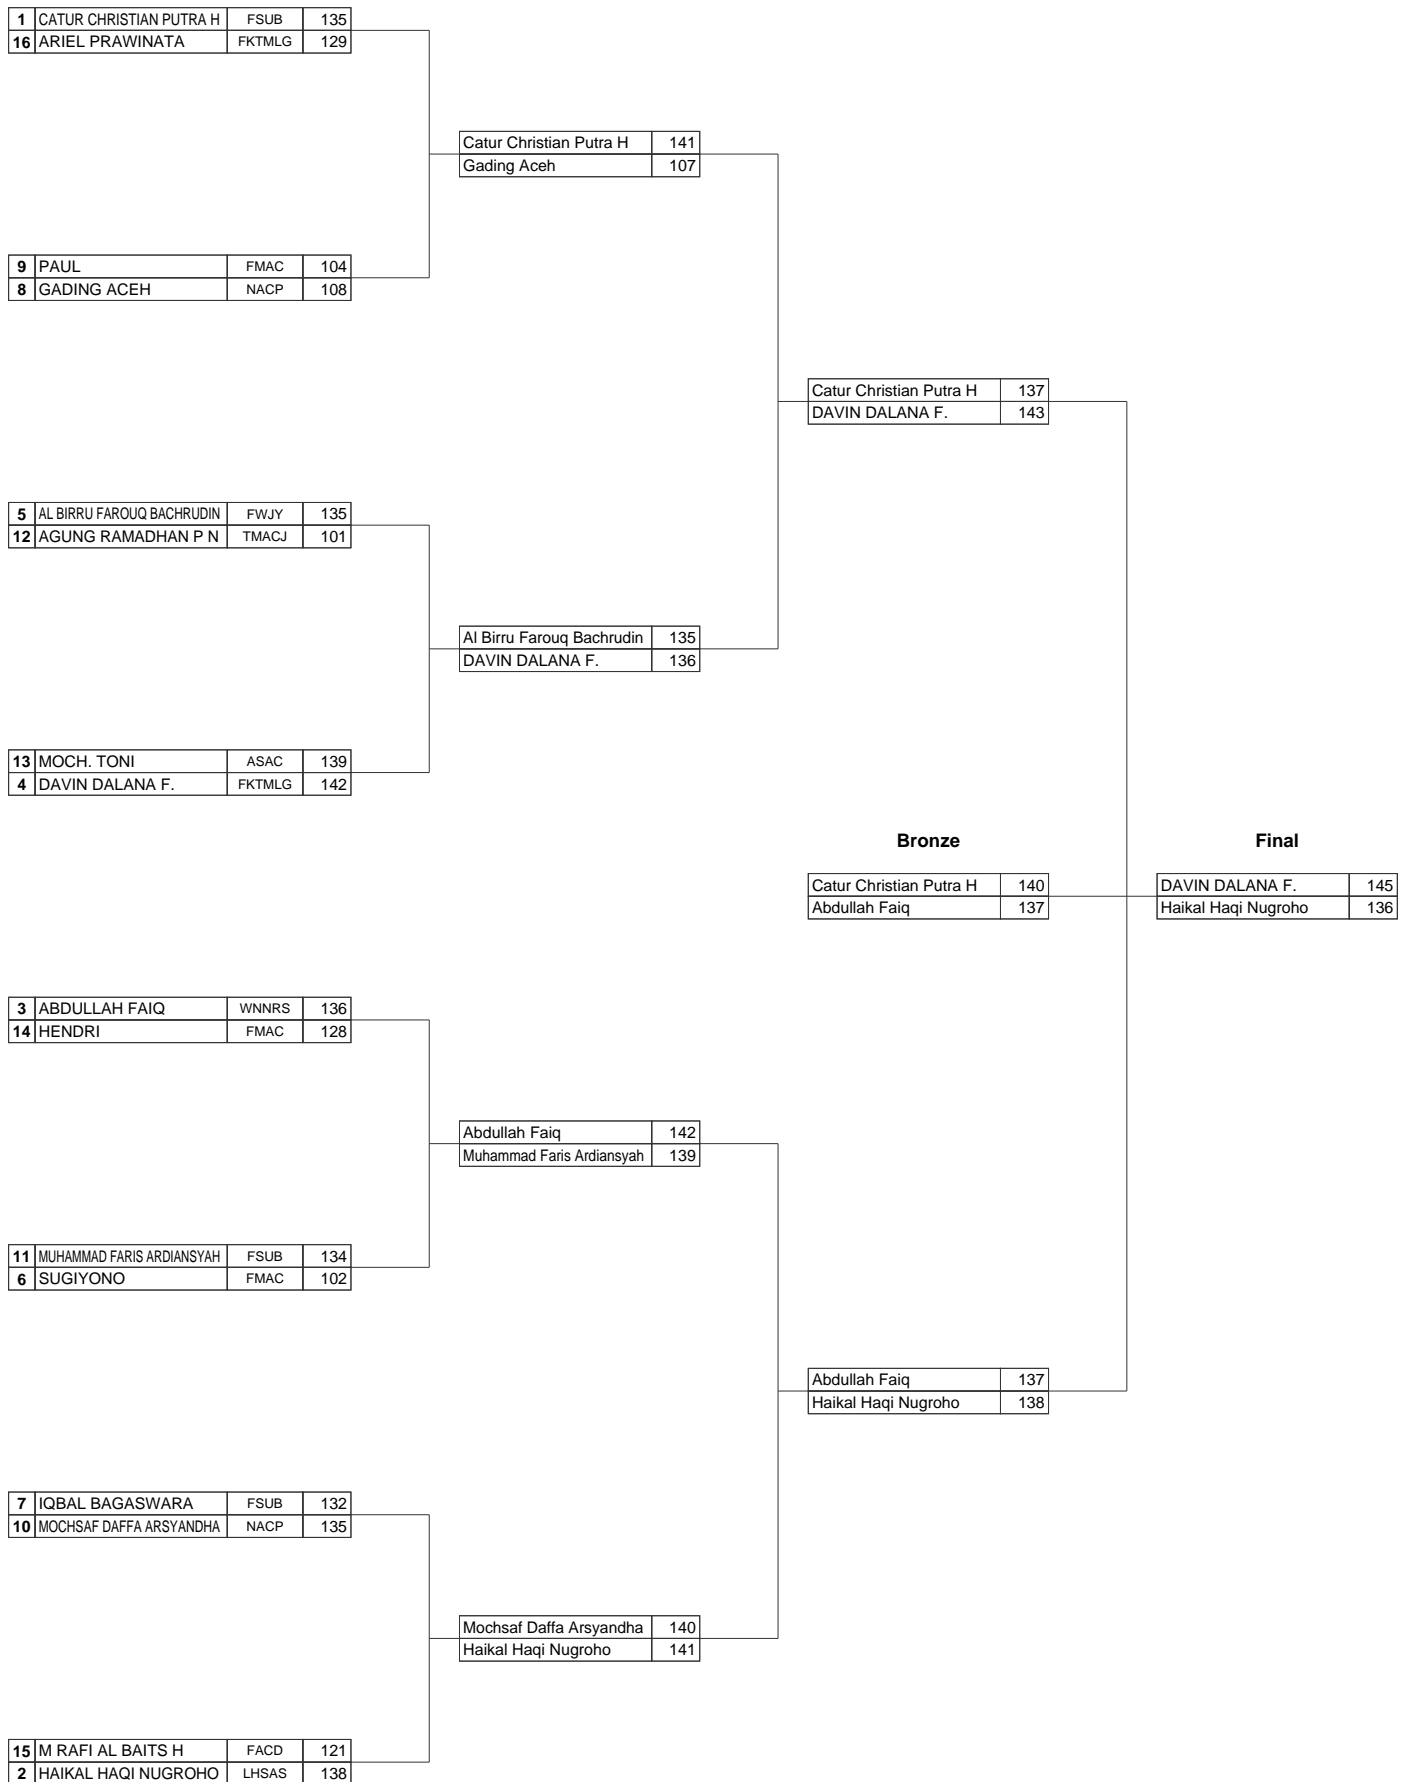 1 CATUR CHRISTIAN PUTRA H FSUB 135
16 ARIEL PRAWINATA FKTMLG 129
Catur Christian Putra H 141
Gading Aceh 107
9 PAUL FMAC 104
8 GADING ACEH NACP 108
Catur Christian Putra H 137
DAVIN DALANA F. 143
5 AL BIRRU FAROUQ BACHRUDIN FWJY 135
12 AGUNG RAMADHAN P N TMACJ 101
Al Birru Farouq Bachrudin 135
DAVIN DALANA F. 136
13 MOCH. TONI ASAC 139
4 DAVIN DALANA F. FKTMLG 142
Bronze Final
Catur Christian Putra H 140 DAVIN DALANA F. 145
Abdullah Faiq 137 Haikal Haqi Nugroho 136
3 ABDULLAH FAIQ WNNRS 136
14 HENDRI FMAC 128
Abdullah Faiq 142
Muhammad Faris Ardiansyah 139
11 MUHAMMAD FARIS ARDIANSYAH FSUB 134
6 SUGIYONO FMAC 102
Abdullah Faiq 137
Haikal Haqi Nugroho 138
7 IQBAL BAGASWARA FSUB 132
10 MOCHSAF DAFFA ARSYANDHA NACP 135
Mochsaf Daffa Arsyandha 140
Haikal Haqi Nugroho 141
15 M RAFI AL BAITS H FACD 121
2 HAIKAL HAQI NUGROHO LHSAS 138